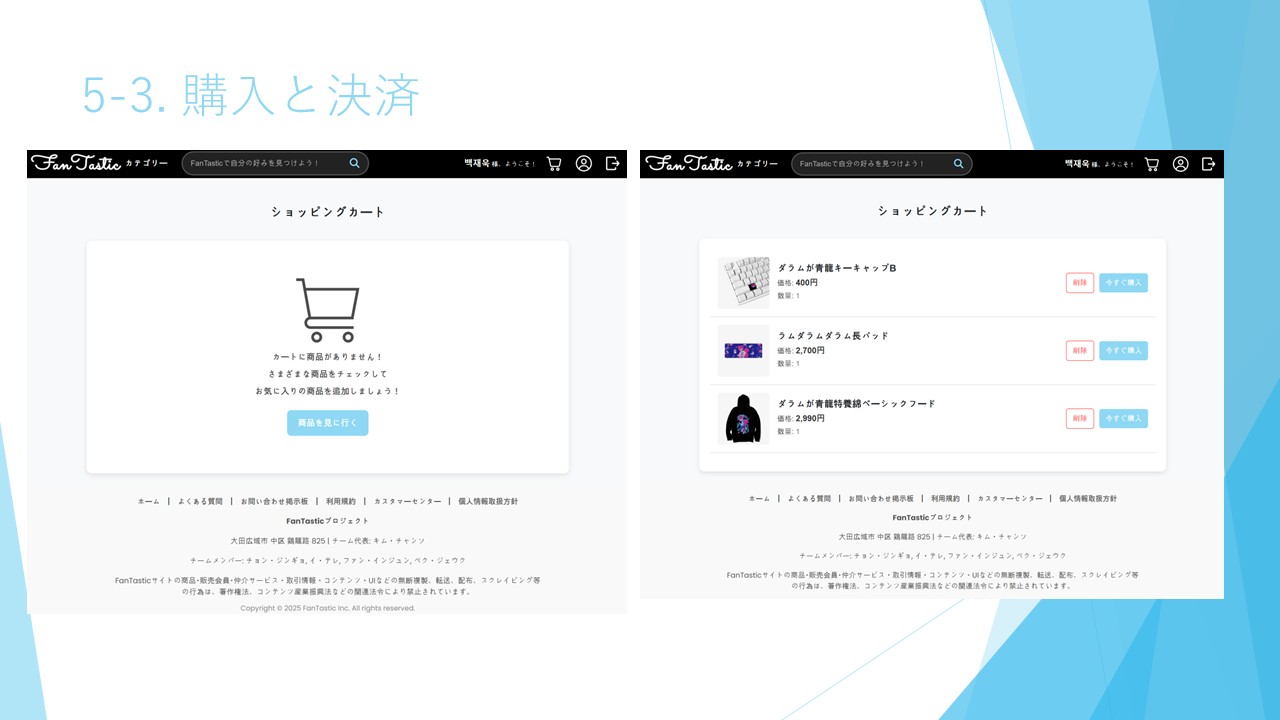 5-3. 購入と決済
FanTastic カテゴリー FanTasticで自分の好みを見つけよう！ 백재욱 様、ようこそ！
ショッピングカート
カートに商品がありません！
さまざまな商品をチェックして
お気に入りの商品を追加しましょう！
商品を見に行く
ホーム | よくある質問 | お問い合わせ掲示板 | 利用規約 | カスタマーセンター | 個人情報取扱方針
FanTasticプロジェクト
大田広域市 中区 鶏龍路 825 | チーム代表: キム・チャンソ
チームメンバー: チョン・ジンギョ, イ・テレ, ファン・インジュン, ペク・ジェウク
FanTasticサイトの商品・販売会員・仲介サービス・取引情報・コンテンツ・UIなどの無断複製、転送、配布、スクレイピング等
の行為は、著作権法、コンテンツ産業振興法などの関連法令により禁止されています。
Copyright © 2025 FanTastic Inc. All rights reserved.
FanTastic カテゴリー FanTasticで自分の好みを見つけよう！ 백재욱 様、ようこそ！
ショッピングカート
ダラムが青龍キーキャップB
価格: 400円
数量: 1
削除 今すぐ購入
ラムダラムダラム長パッド
価格: 2,700円
数量: 1
削除 今すぐ購入
ダラムが青龍特養綿ベーシックフード
価格: 2,990円
数量: 1
削除 今すぐ購入
ホーム | よくある質問 | お問い合わせ掲示板 | 利用規約 | カスタマーセンター | 個人情報取扱方針
FanTasticプロジェクト
大田広域市 中区 鶏龍路 825 | チーム代表: キム・チャンソ
チームメンバー: チョン・ジンギョ, イ・テレ, ファン・インジュン, ペク・ジェウク
FanTasticサイトの商品・販売会員・仲介サービス・取引情報・コンテンツ・UIなどの無断複製、転送、配布、スクレイピング等
の行為は、著作権法、コンテンツ産業振興法などの関連法令により禁止されています。